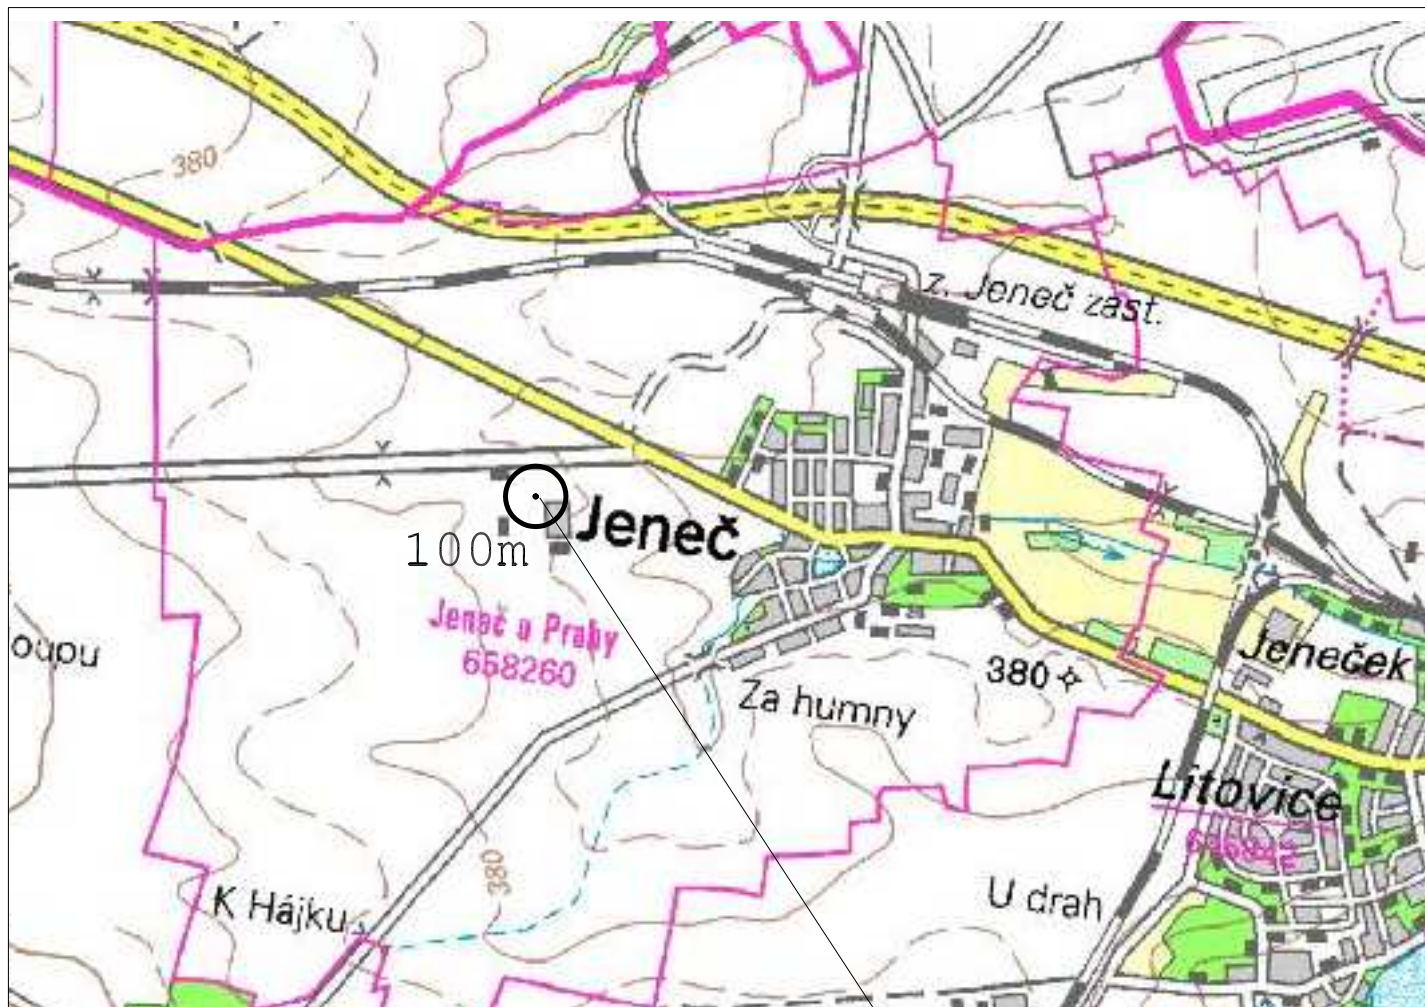 380
z. Jeneč zast.
Jeneč
100m
Jeneč u Prahy
658260
oupu
Jeneček
380
Za humny
Litovice
380
K Hájku
U drah